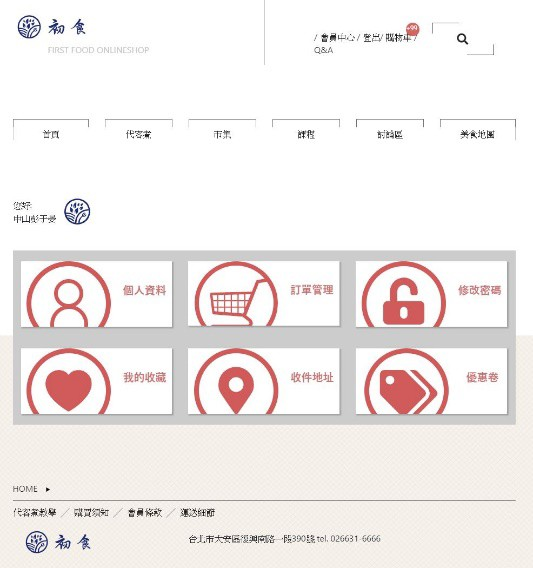 初食
FIRST FOOD ONLINESHOP
+99
/ 會員中心 / 登出/ 購物車 /
Q&A
首頁
代客煮
市集
課程
討論區
美食地圖
您好
中山彭于晏
個人資料
訂單管理
修改密碼
我的收藏
收件地址
優惠卷
HOME ▸
代客煮教學 ／ 購買須知 ／ 會員條款 ／ 運送細節
初食
台北市大安區復興南路一段390號 tel. 026631-6666